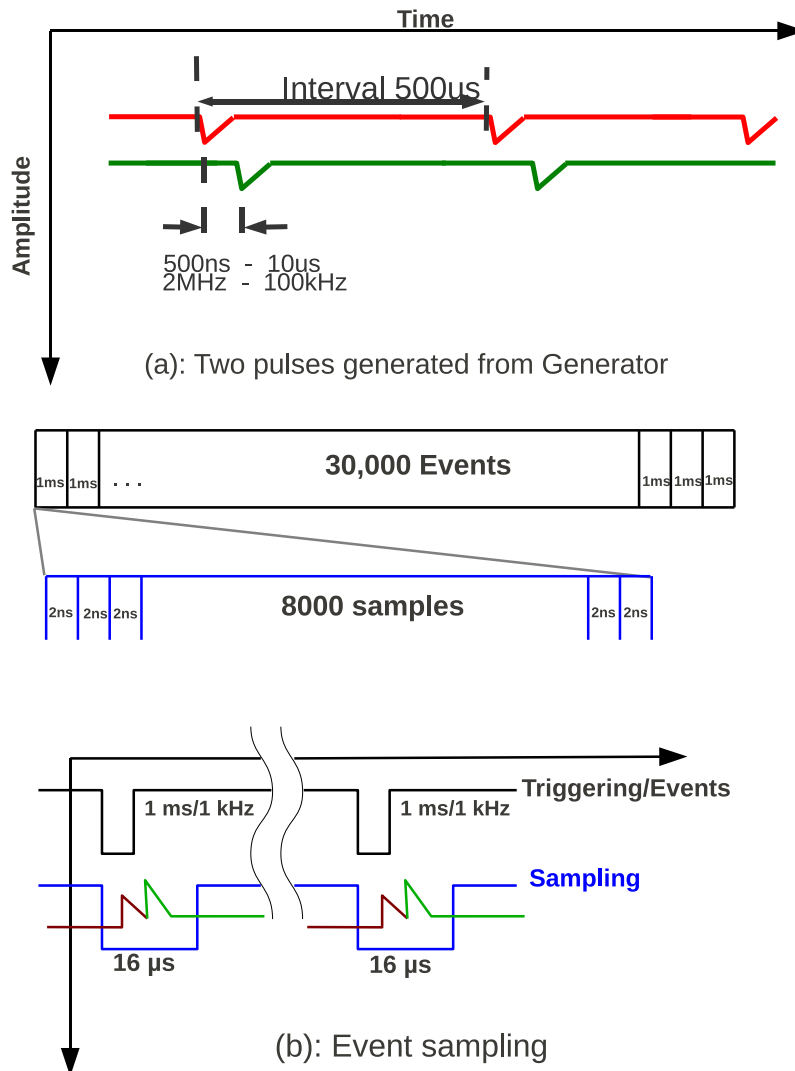 Time
Interval 500us
Amplitude
500ns - 10us
2MHz - 100kHz
(a): Two pulses generated from Generator
30,000 Events
1ms 1ms . . . 1ms 1ms 1ms
8000 samples
2ns 2ns 2ns 2ns 2ns
Triggering/Events
1 ms/1 kHz 1 ms/1 kHz
Sampling
16 µs 16 µs
(b): Event sampling